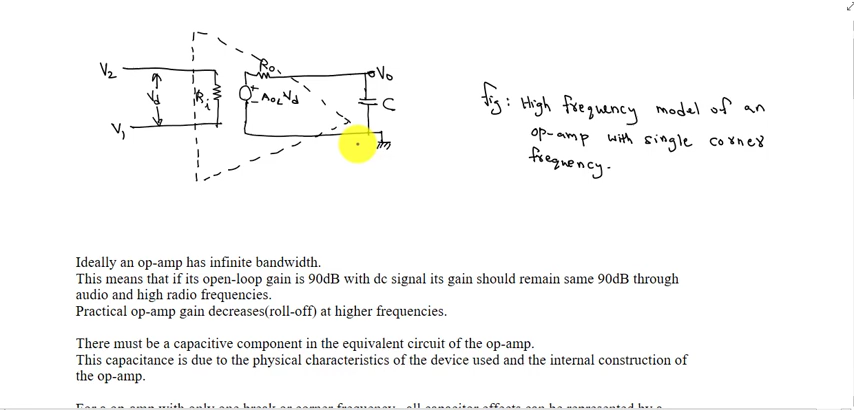 V2
Vd
Ri
V1
Ro
AOLVd
Vo
C
fig: High frequency model of an
op-amp with single corner
frequency.
Ideally an op-amp has infinite bandwidth.
This means that if its open-loop gain is 90dB with dc signal its gain should remain same 90dB through
audio and high radio frequencies.
Practical op-amp gain decreases(roll-off) at higher frequencies.
There must be a capacitive component in the equivalent circuit of the op-amp.
This capacitance is due to the physical characteristics of the device used and the internal construction of
the op-amp.